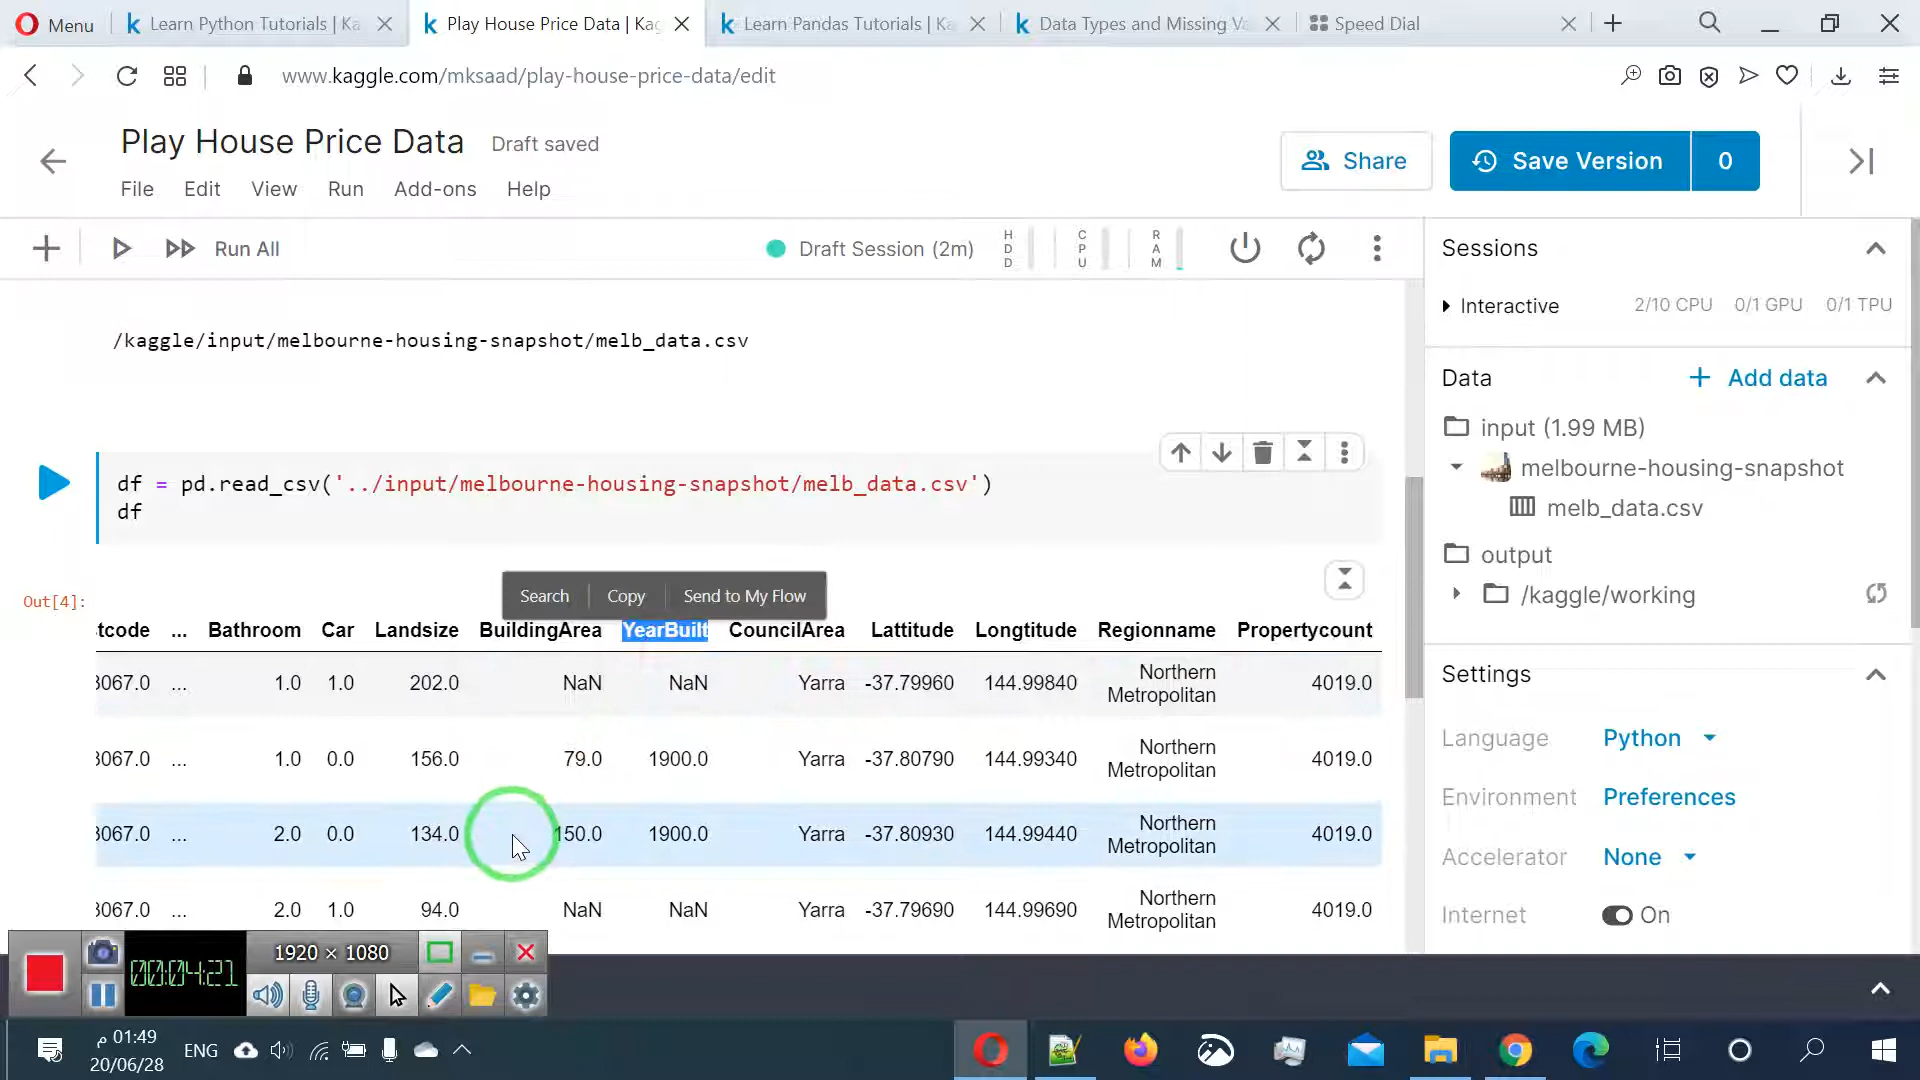 Menu
Learn Python Tutorials | Ka
Play House Price Data | Kag
Learn Pandas Tutorials | Ka
Data Types and Missing Va
Speed Dial
www.kaggle.com/mksaad/play-house-price-data/edit
Play House Price Data Draft saved
Share
Save Version 0
File Edit View Run Add-ons Help
Run All
Draft Session (2m)
HDD
CPU
RAM
Sessions
Interactive 2/10 CPU 0/1 GPU 0/1 TPU
/kaggle/input/melbourne-housing-snapshot/melb_data.csv
Data
Add data
input (1.99 MB)
melbourne-housing-snapshot
melb_data.csv
output
/kaggle/working
df = pd.read_csv('../input/melbourne-housing-snapshot/melb_data.csv')
df
Search Copy Send to My Flow
Out[4]:
tcode ... Bathroom Car Landsize BuildingArea YearBuilt CouncilArea Lattitude Longtitude Regionname Propertycount
3067.0 ... 1.0 1.0 202.0 NaN NaN Yarra -37.79960 144.99840 Northern Metropolitan 4019.0
3067.0 ... 1.0 0.0 156.0 79.0 1900.0 Yarra -37.80790 144.99340 Northern Metropolitan 4019.0
3067.0 ... 2.0 0.0 134.0 150.0 1900.0 Yarra -37.80930 144.99440 Northern Metropolitan 4019.0
3067.0 ... 2.0 1.0 94.0 NaN NaN Yarra -37.79690 144.99690 Northern Metropolitan 4019.0
Settings
Language Python
Environment Preferences
Accelerator None
Internet On
1920 × 1080
00:04:21
01:49 م
20/06/28
ENG